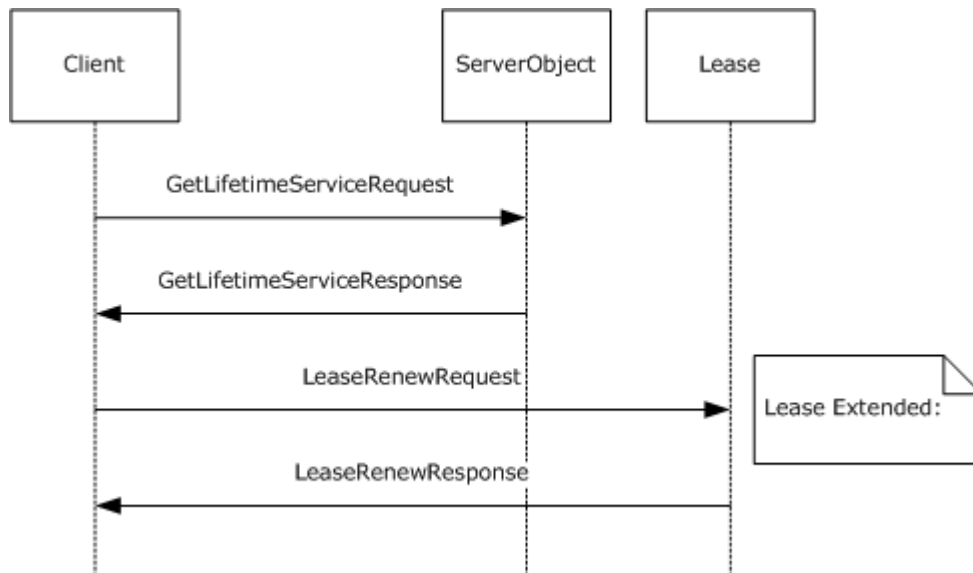 Client
ServerObject
Lease
GetLifetimeServiceRequest
GetLifetimeServiceResponse
LeaseRenewRequest
Lease Extended:
LeaseRenewResponse